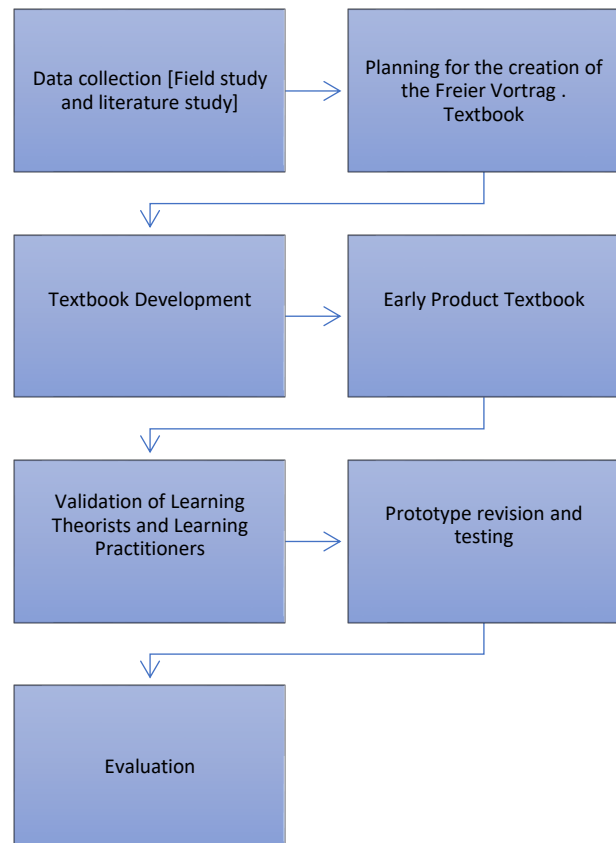 Data collection [Field study
and literature study]
Planning for the creation of
the Freier Vortrag .
Textbook
Textbook Development
Early Product Textbook
Validation of Learning
Theorists and Learning
Practitioners
Prototype revision and
testing
Evaluation